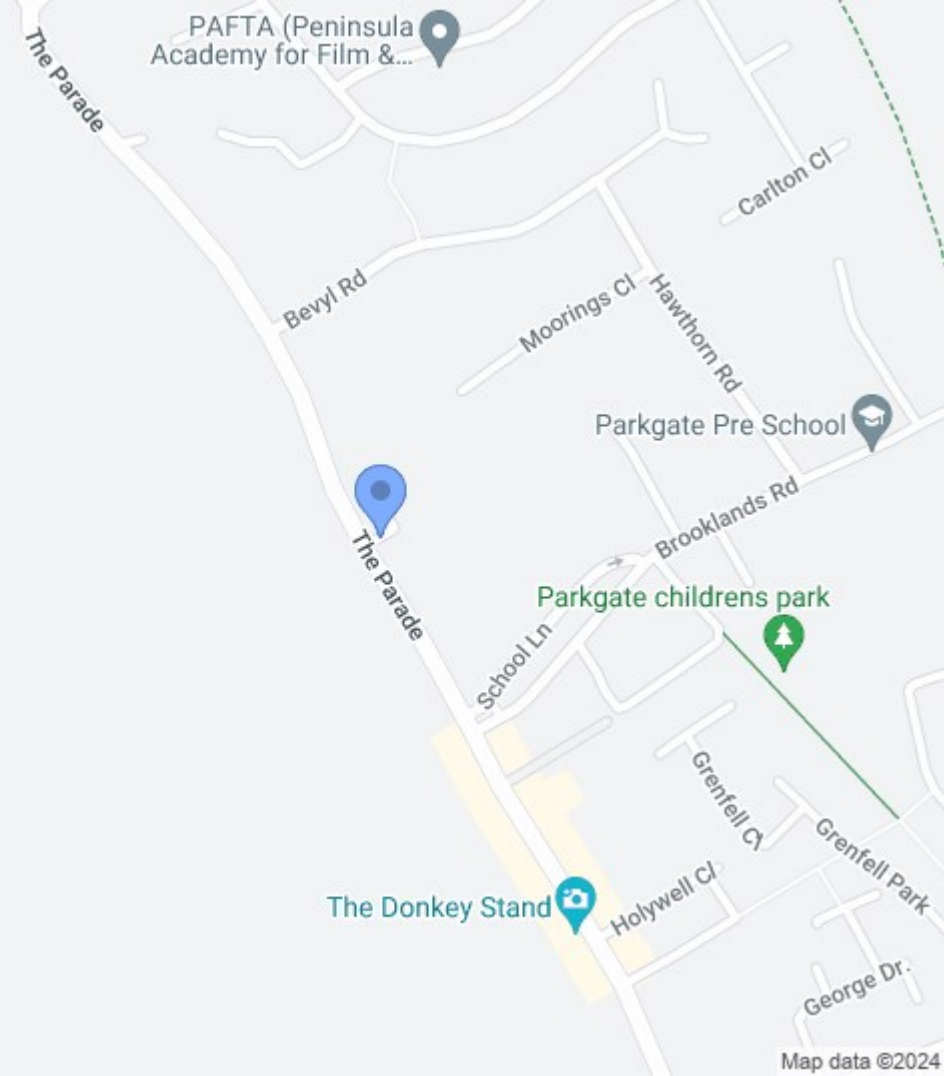 PAFTA (Peninsula
Academy for Film &...
The Parade
Carlton Cl
Bevyl Rd
Moorings Cl
Hawthorn Rd
Parkgate Pre School
Brooklands Rd
The Parade
Parkgate childrens park
School Ln
Grenfell Cl
Grenfell Park
The Donkey Stand
Holywell Cl
George Dr.
Map data ©2024